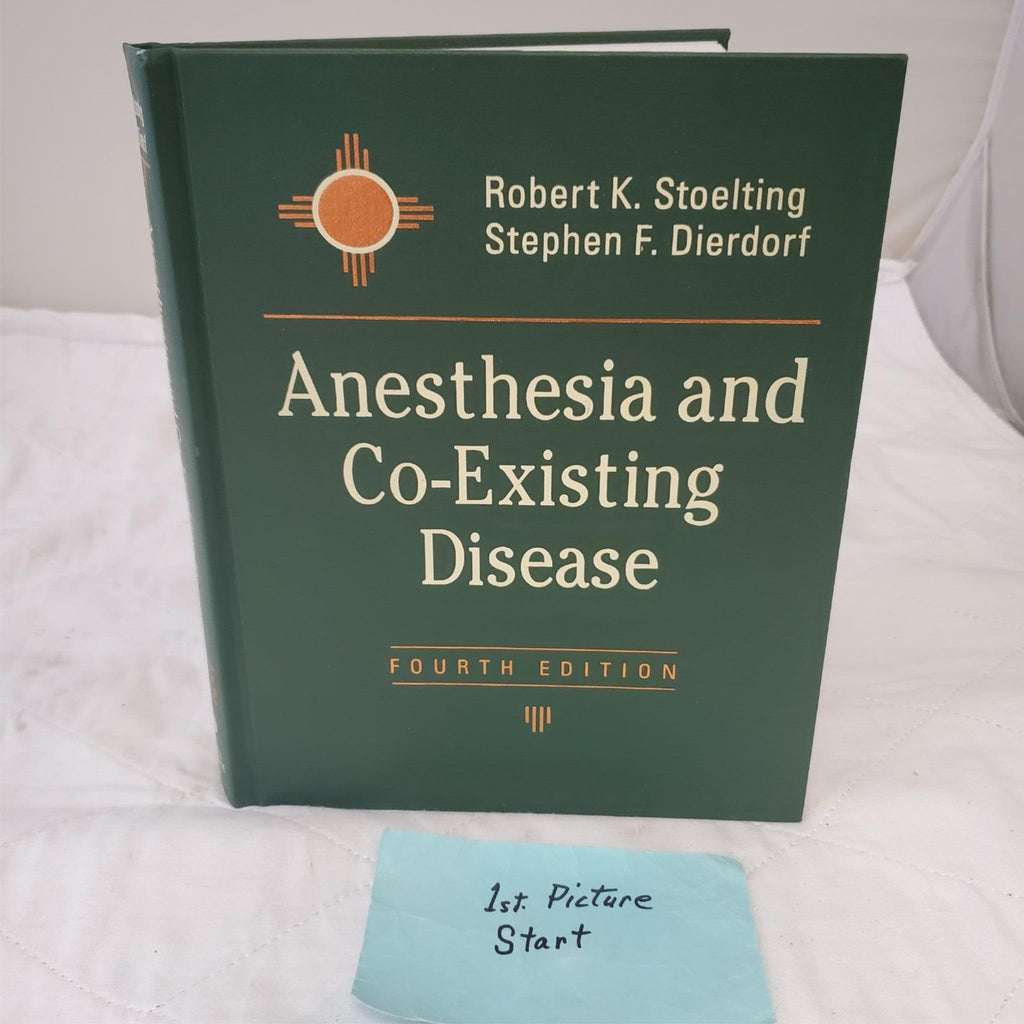 Robert K. Stoelting
Stephen F. Dierdorf
Anesthesia and
Co-Existing
Disease
FOURTH EDITION
1st. Picture
Start